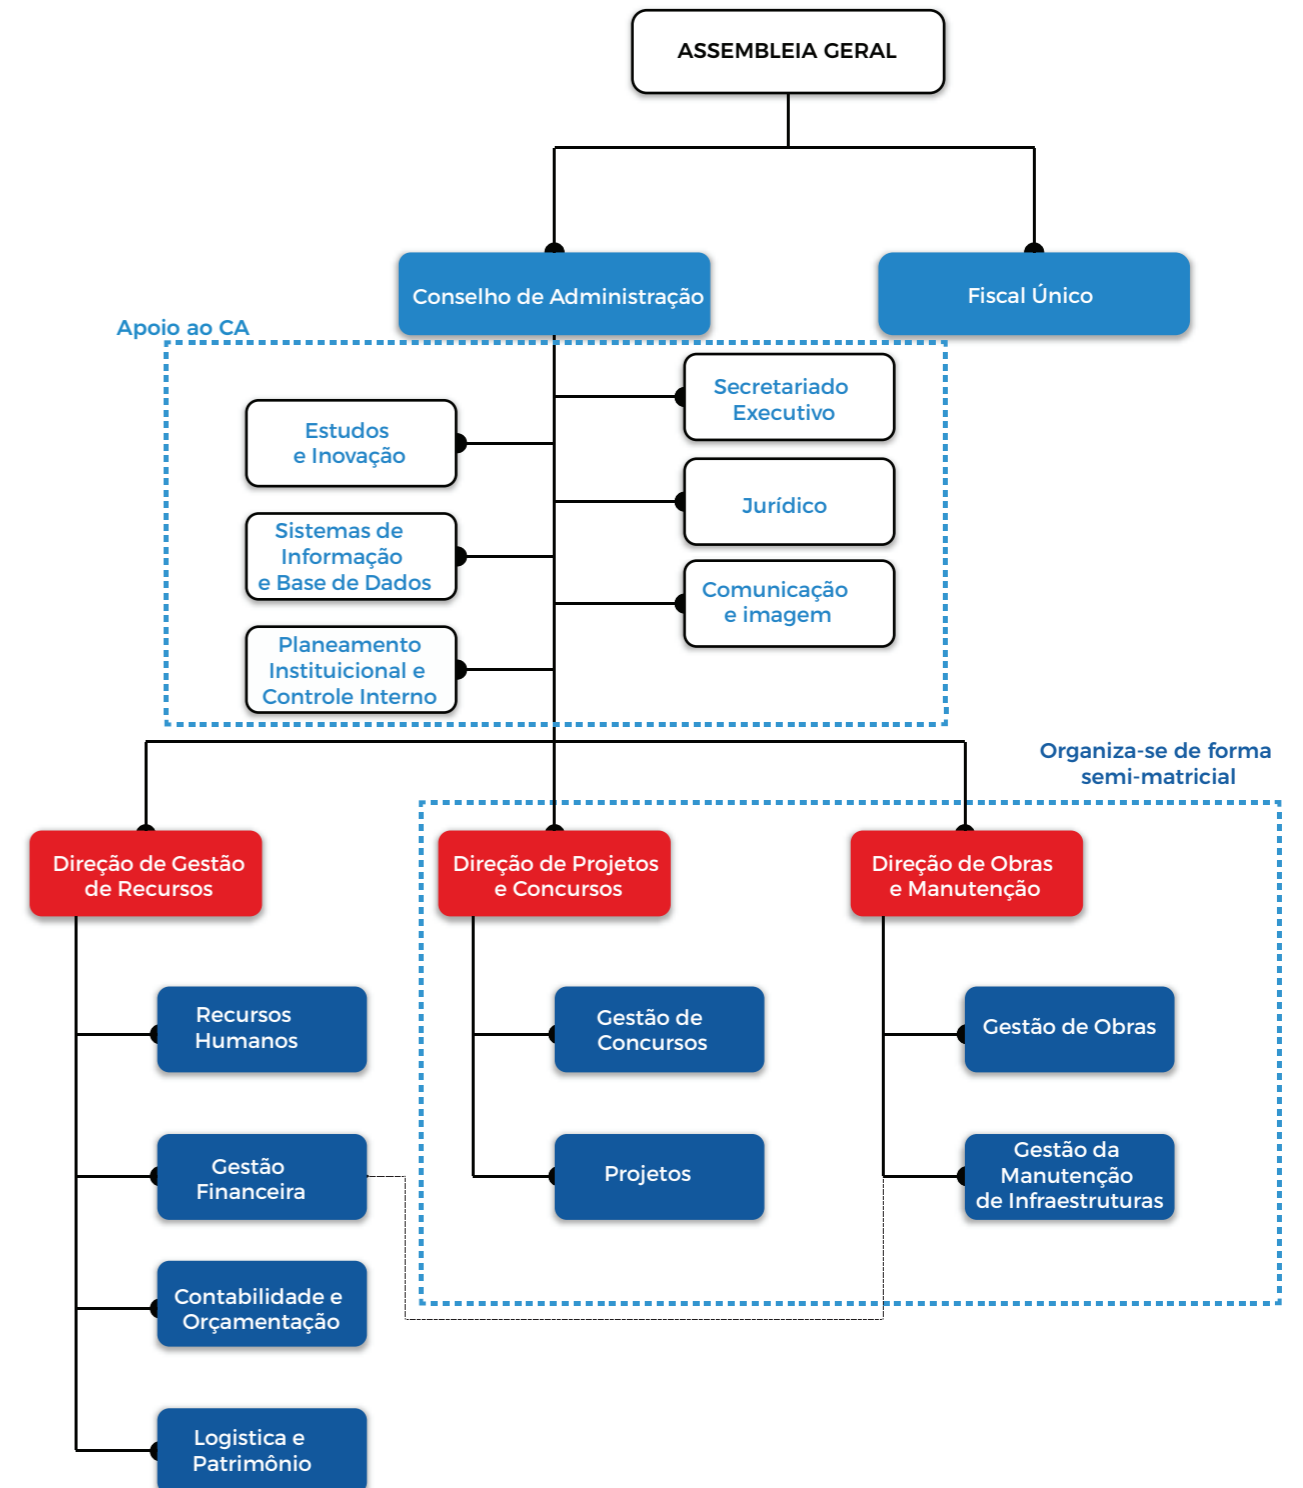 ASSEMBLEIA GERAL
Conselho de Administração
Fiscal Único
Apoio ao CA
Secretariado
Executivo
Estudos
e Inovação
Jurídico
Sistemas de
Informação
e Base de Dados
Comunicação
e imagem
Planeamento
Instituicional e
Controle Interno
Organiza-se de forma
semi-matricial
Direção de Gestão
de Recursos
Direção de Projetos
e Concursos
Direção de Obras
e Manutenção
Recursos
Humanos
Gestão de
Concursos
Gestão de Obras
Gestão
Financeira
Projetos
Gestão da
Manutenção
de Infraestruturas
Contabilidade e
Orçamentação
Logistica e
Patrimônio